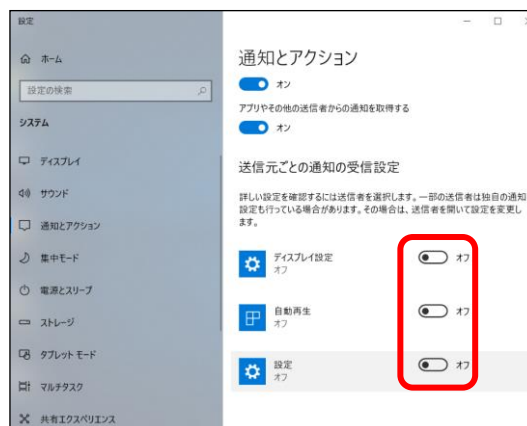 設定
ホーム
設定の検索
システム
ディスプレイ
サウンド
通知とアクション
集中モード
電源とスリープ
ストレージ
タブレット モード
マルチタスク
共有エクスペリエンス
通知とアクション
オン
アプリやその他の送信者からの通知を取得する
オン
送信元ごとの通知の受信設定
詳しい設定を確認するには送信者を選択します。一部の送信者は独自の通知
設定も行っている場合があります。その場合は、送信者を開いて設定を変更し
ます。
ディスプレイ設定
オフ
オフ
自動再生
オフ
オフ
設定
オフ
オフ